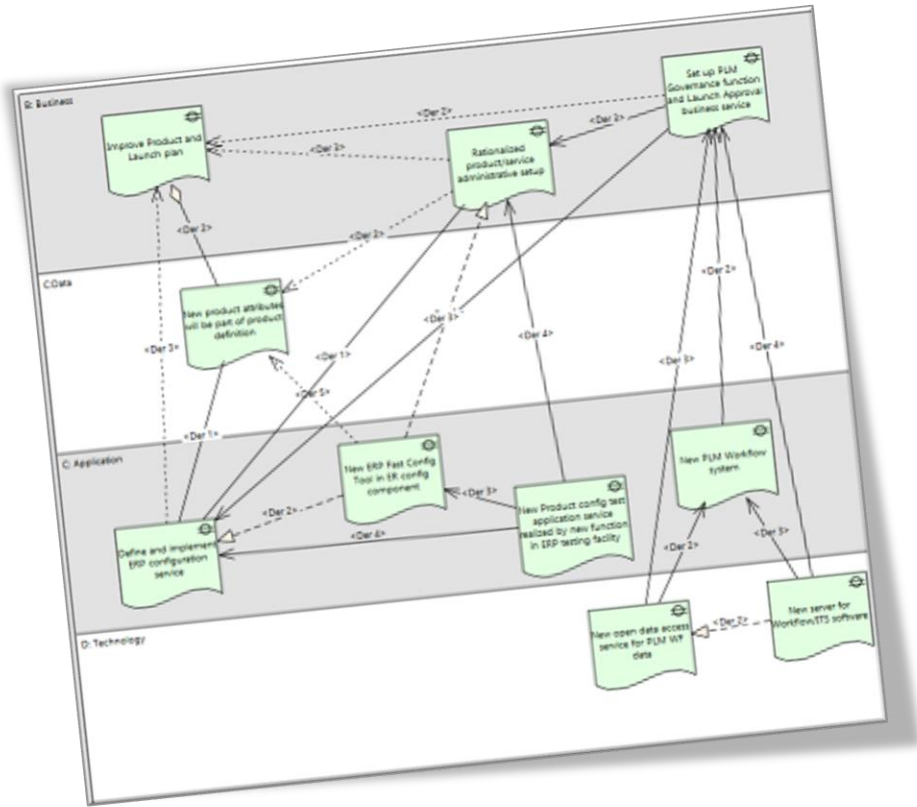 B: Business
Set up PLM
Governance function
and Launch Approval
business service
<Der 2>
Improve Product and
Launch plan
<Der 2>
<Der 2>
Rationalized
product/service
administrative setup
<Der 2>
<Der 2>
C:Data
<Der 2>
New product attributes
will be part of product
definition
<Der 3>
<Der 3>
<Der 4>
<Der 1>
<Der 3>
<Der 4>
<Der 5>
<Der 1>
C: Application
New ERP Fast Config
Tool in ER config
component
New PLM Workflow
system
<Der 3>
New Product config test
application service
realized by new function
in ERP testing facility
<Der 2>
<Der 4>
Define and implement
ERP configuration
service
<Der 2>
<Der 5>
D: Technology
New open data access
service for PLM WF
data
<Der 2>
New server for
Workflow/ITS software